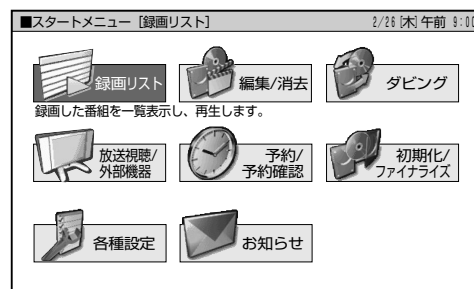 ■スタートメニュー［録画リスト］ 2/26[木]午前 9:00
録画リスト
編集/消去
ダビング
録画した番組を一覧表示し、再生します。
放送視聴/
外部機器
予約/
予約確認
初期化/
ファイナライズ
各種設定
お知らせ